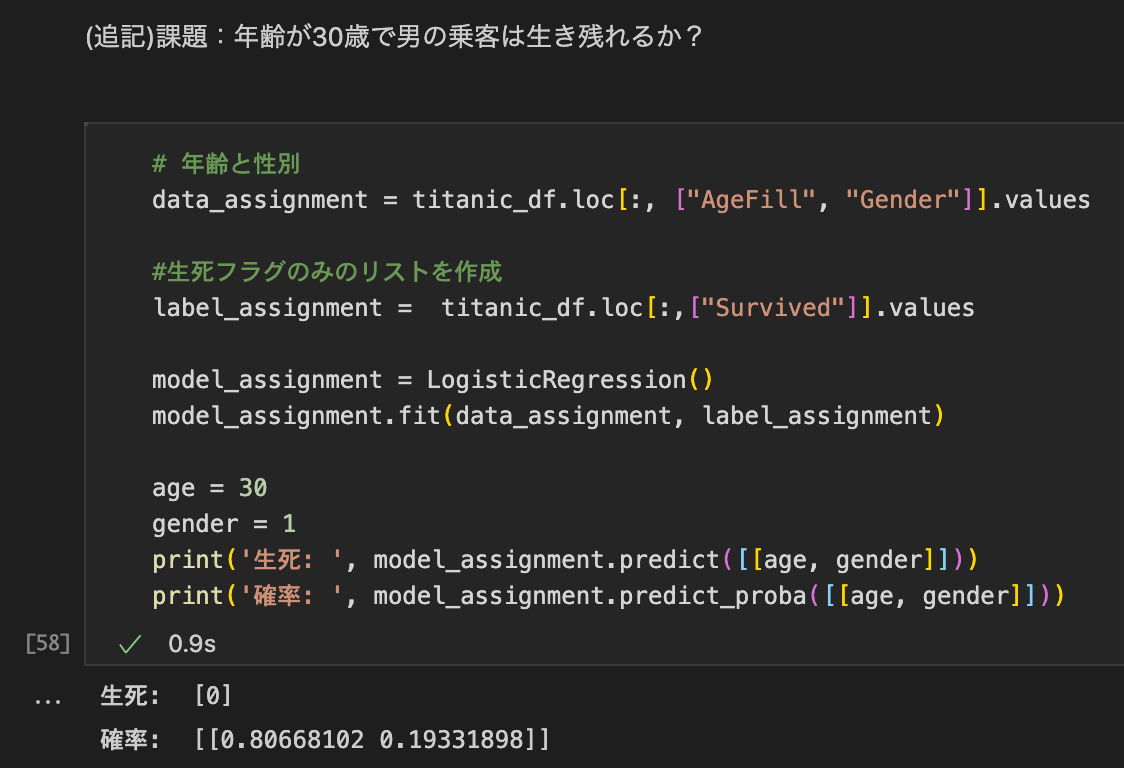 (追記)課題：年齢が30歳で男の乗客は生き残れるか？
# 年齢と性別
data_assignment = titanic_df.loc[:, ["AgeFill", "Gender"]].values
#生死フラグのみのリストを作成
label_assignment =  titanic_df.loc[:,["Survived"]].values
model_assignment = LogisticRegression()
model_assignment.fit(data_assignment, label_assignment)
age = 30
gender = 1
print('生死: ', model_assignment.predict([[age, gender]]))
print('確率: ', model_assignment.predict_proba([[age, gender]]))
[58] ✓ 0.9s
... 生死:  [0]
確率:  [[0.80668102 0.19331898]]